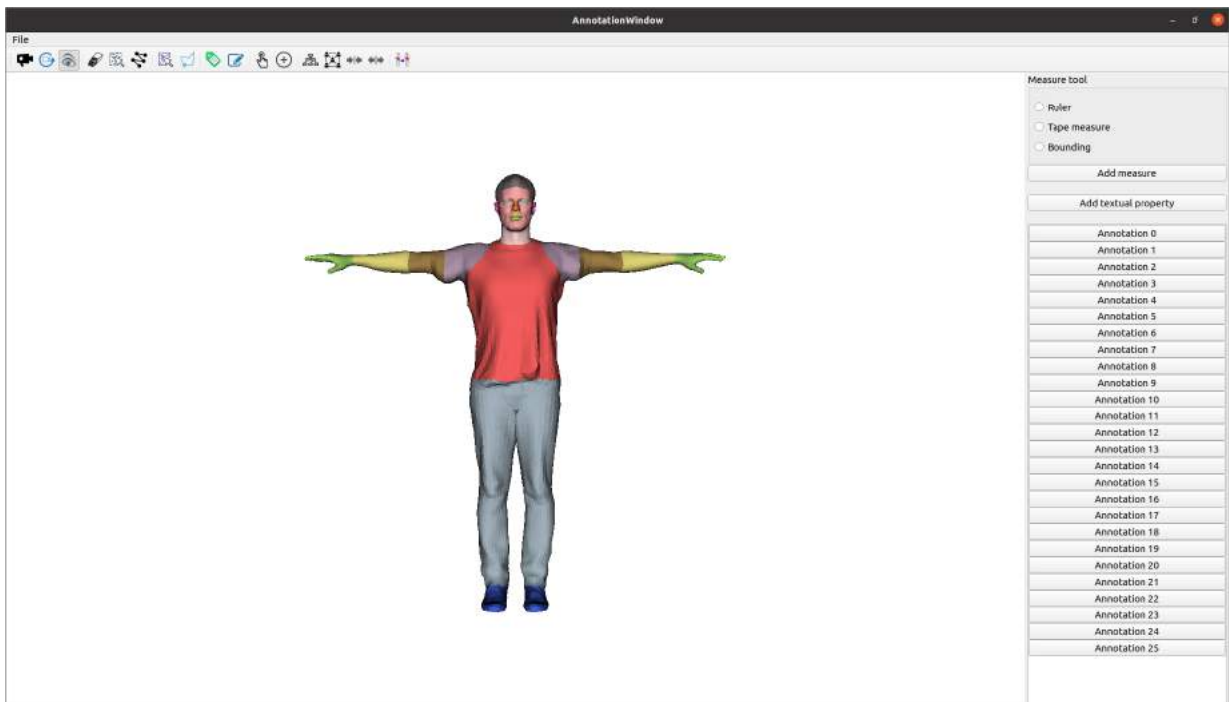 AnnotationWindow
File
Measure tool
Ruler
Tape measure
Bounding
Add measure
Add textual property
Annotation 0
Annotation 1
Annotation 2
Annotation 3
Annotation 4
Annotation 5
Annotation 6
Annotation 7
Annotation 8
Annotation 9
Annotation 10
Annotation 11
Annotation 12
Annotation 13
Annotation 14
Annotation 15
Annotation 16
Annotation 17
Annotation 18
Annotation 19
Annotation 20
Annotation 21
Annotation 22
Annotation 23
Annotation 24
Annotation 25